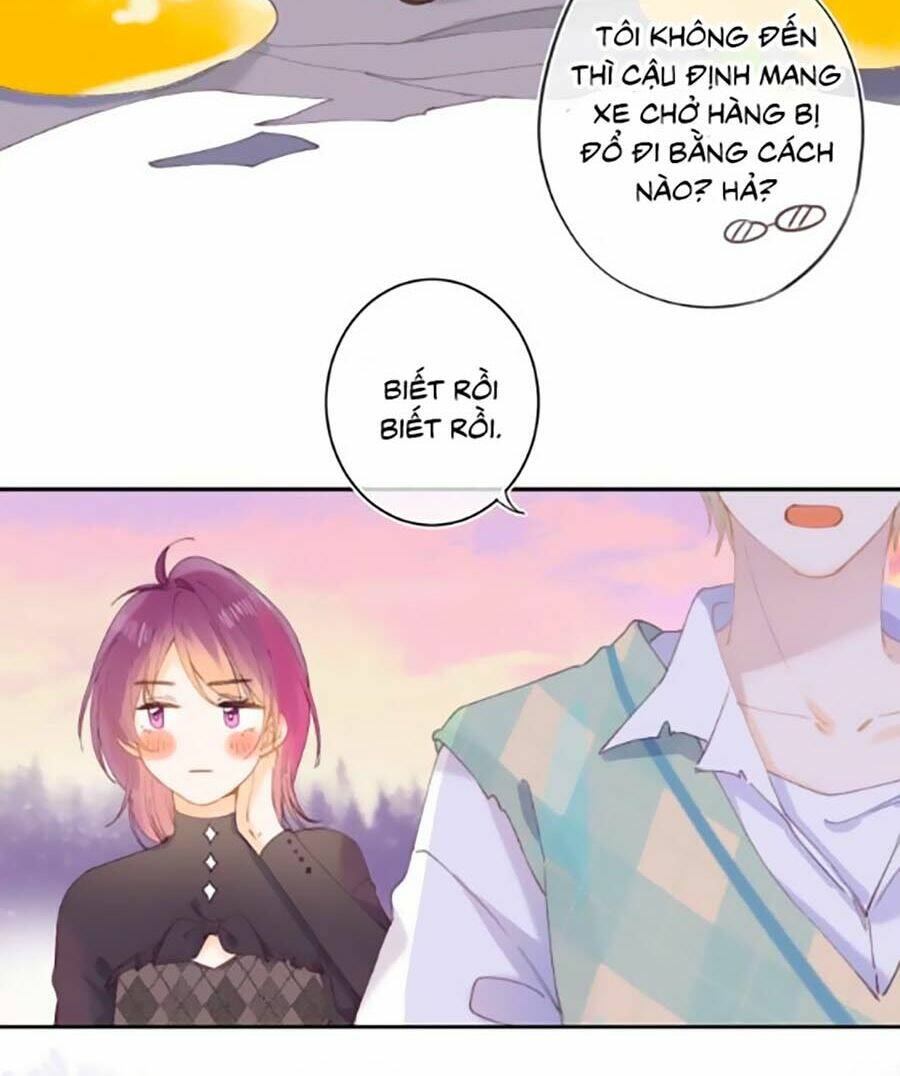 TÔI KHÔNG ĐẾN
THÌ CẬU ĐỊNH MANG
XE CHỞ HÀNG BỊ
ĐỔ ĐI BẰNG CÁCH
NÀO? HẢ?
BIẾT RỒI
BIẾT RỒI.